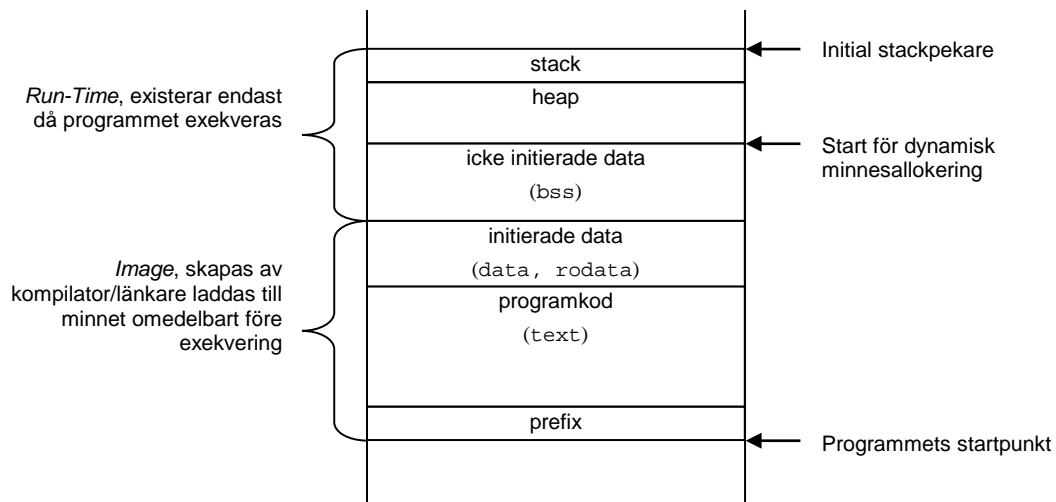 Initial stackpekare
stack
Run-Time, existerar endast
då programmet exekveras
heap
Start för dynamisk
minnesallokering
icke initierade data
(bss)
initierade data
(data, rodata)
Image, skapas av
kompilator/länkare laddas till
minnet omedelbart före
exekvering
programkod
(text)
prefix
Programmets startpunkt